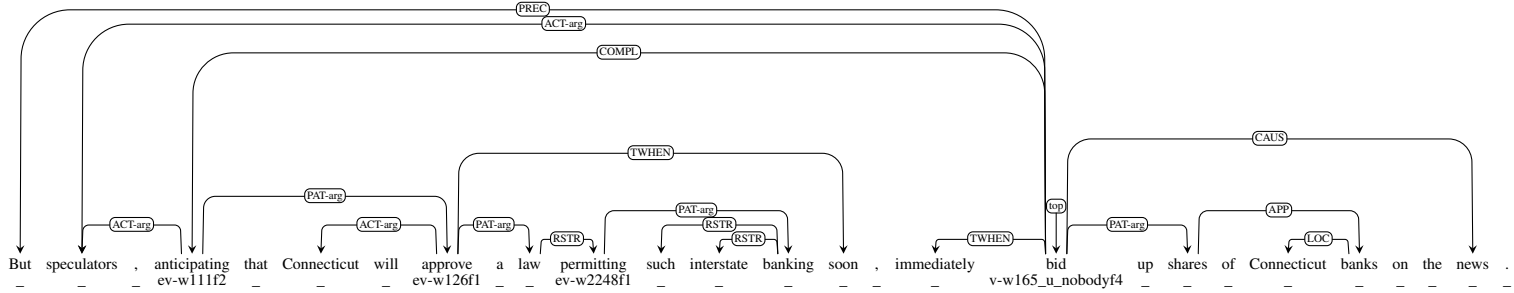 PREC
ACT-arg
COMPL
CAUS
TWHEN
PAT-arg
top
PAT-arg
APP
ACT-arg
ACT-arg
PAT-arg
RSTR
PAT-arg
RSTR
RSTR
TWHEN
LOC
But speculators , anticipating that Connecticut will approve a law permitting such interstate banking soon , immediately bid up shares of Connecticut banks on the news .
_ _ _ ev-w111f2 _ _ _ ev-w126f1 _ _ ev-w2248f1 _ _ _ _ _ _ v-w165_u_nobodyf4 _ _ _ _ _ _ _ _ _